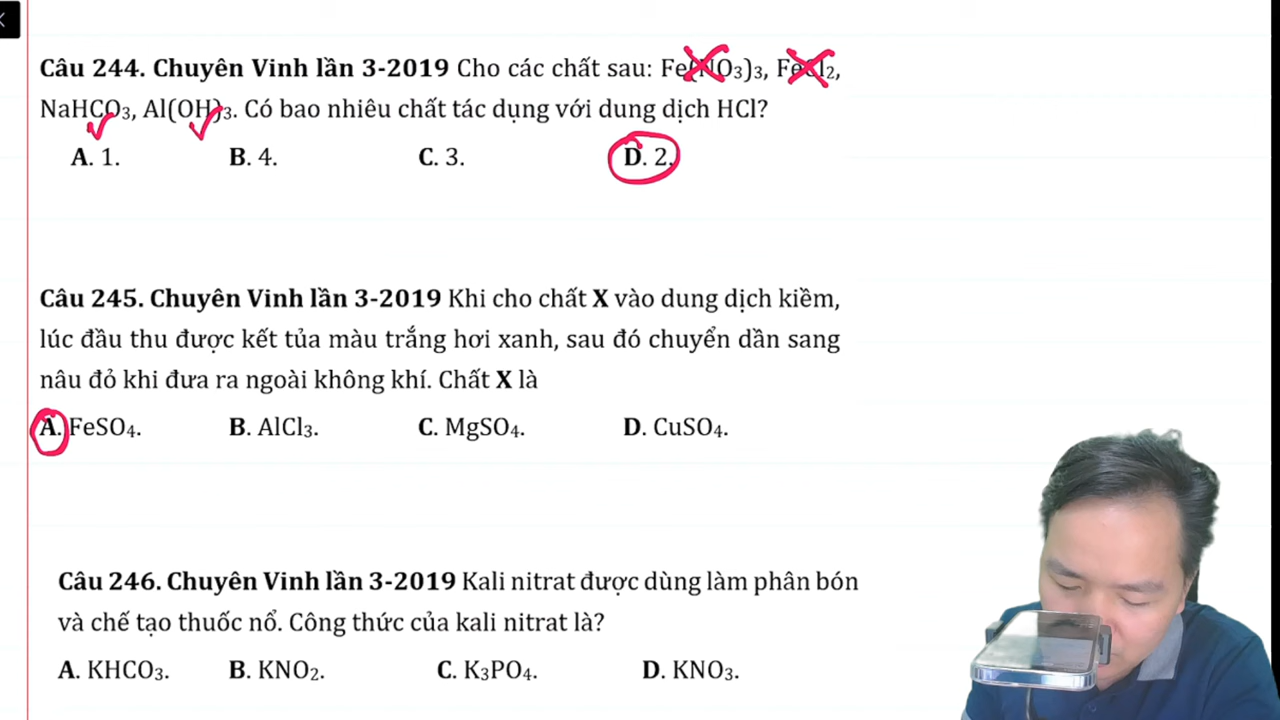 Câu 244. Chuyên Vinh lần 3-2019 Cho các chất sau: Fe(NO₃)₃, FeCl₂,
NaHCO₃, Al(OH)₃. Có bao nhiêu chất tác dụng với dung dịch HCl?
A. 1. B. 4. C. 3. D. 2.
Câu 245. Chuyên Vinh lần 3-2019 Khi cho chất X vào dung dịch kiềm,
lúc đầu thu được kết tủa màu trắng hơi xanh, sau đó chuyển dần sang
nâu đỏ khi đưa ra ngoài không khí. Chất X là
A. FeSO₄. B. AlCl₃. C. MgSO₄. D. CuSO₄.
Câu 246. Chuyên Vinh lần 3-2019 Kali nitrat được dùng làm phân bón
và chế tạo thuốc nổ. Công thức của kali nitrat là?
A. KHCO₃. B. KNO₂. C. K₃PO₄. D. KNO₃.